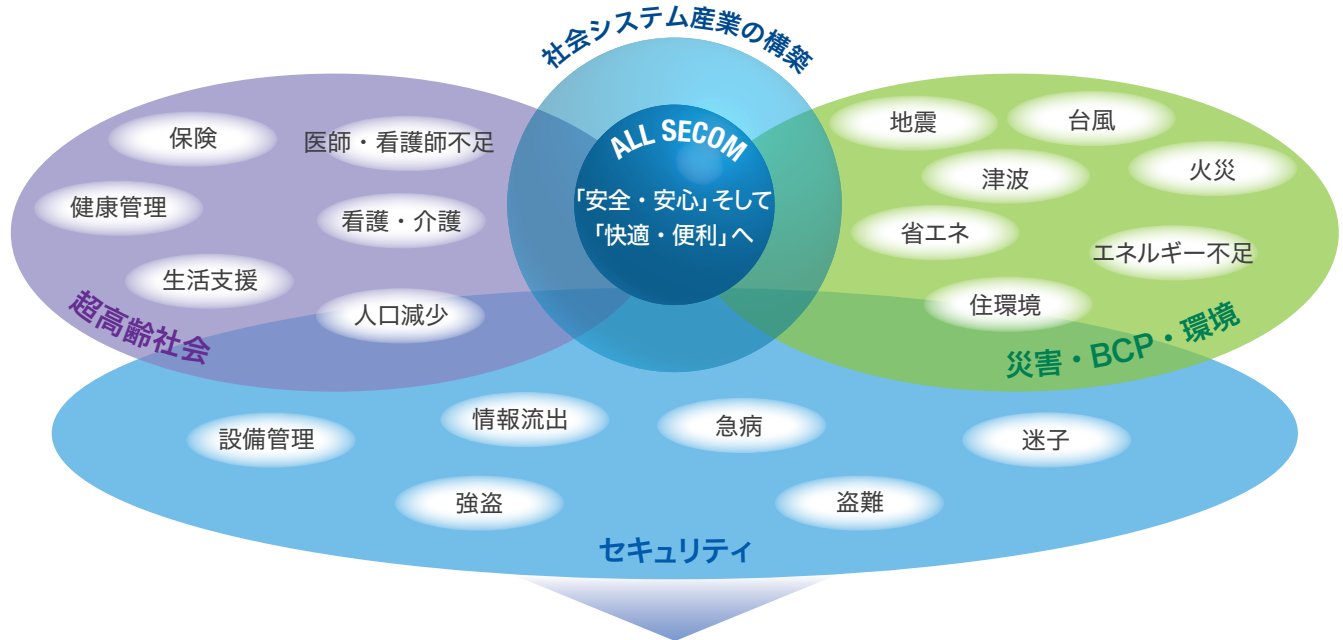 社会システム産業の構築
ALL SECOM
「安全・安心」そして
「快適・便利」へ
保険
医師・看護師不足
健康管理
看護・介護
生活支援
人口減少
超高齢社会
地震
台風
津波
火災
省エネ
エネルギー不足
住環境
災害・BCP・環境
設備管理
情報流出
急病
迷子
強盗
盗難
セキュリティ